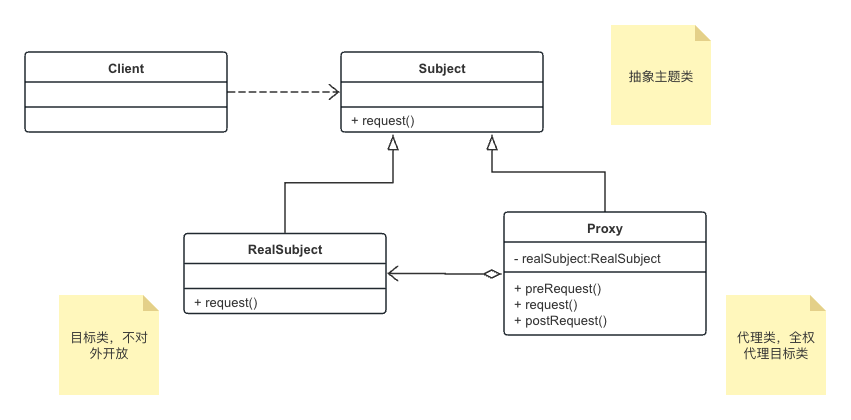 Client
Subject
+ request()
抽象主题类
RealSubject
+ request()
Proxy
- realSubject:RealSubject
+ preRequest()
+ request()
+ postRequest()
目标类，不对
外开放
代理类，全权
代理目标类